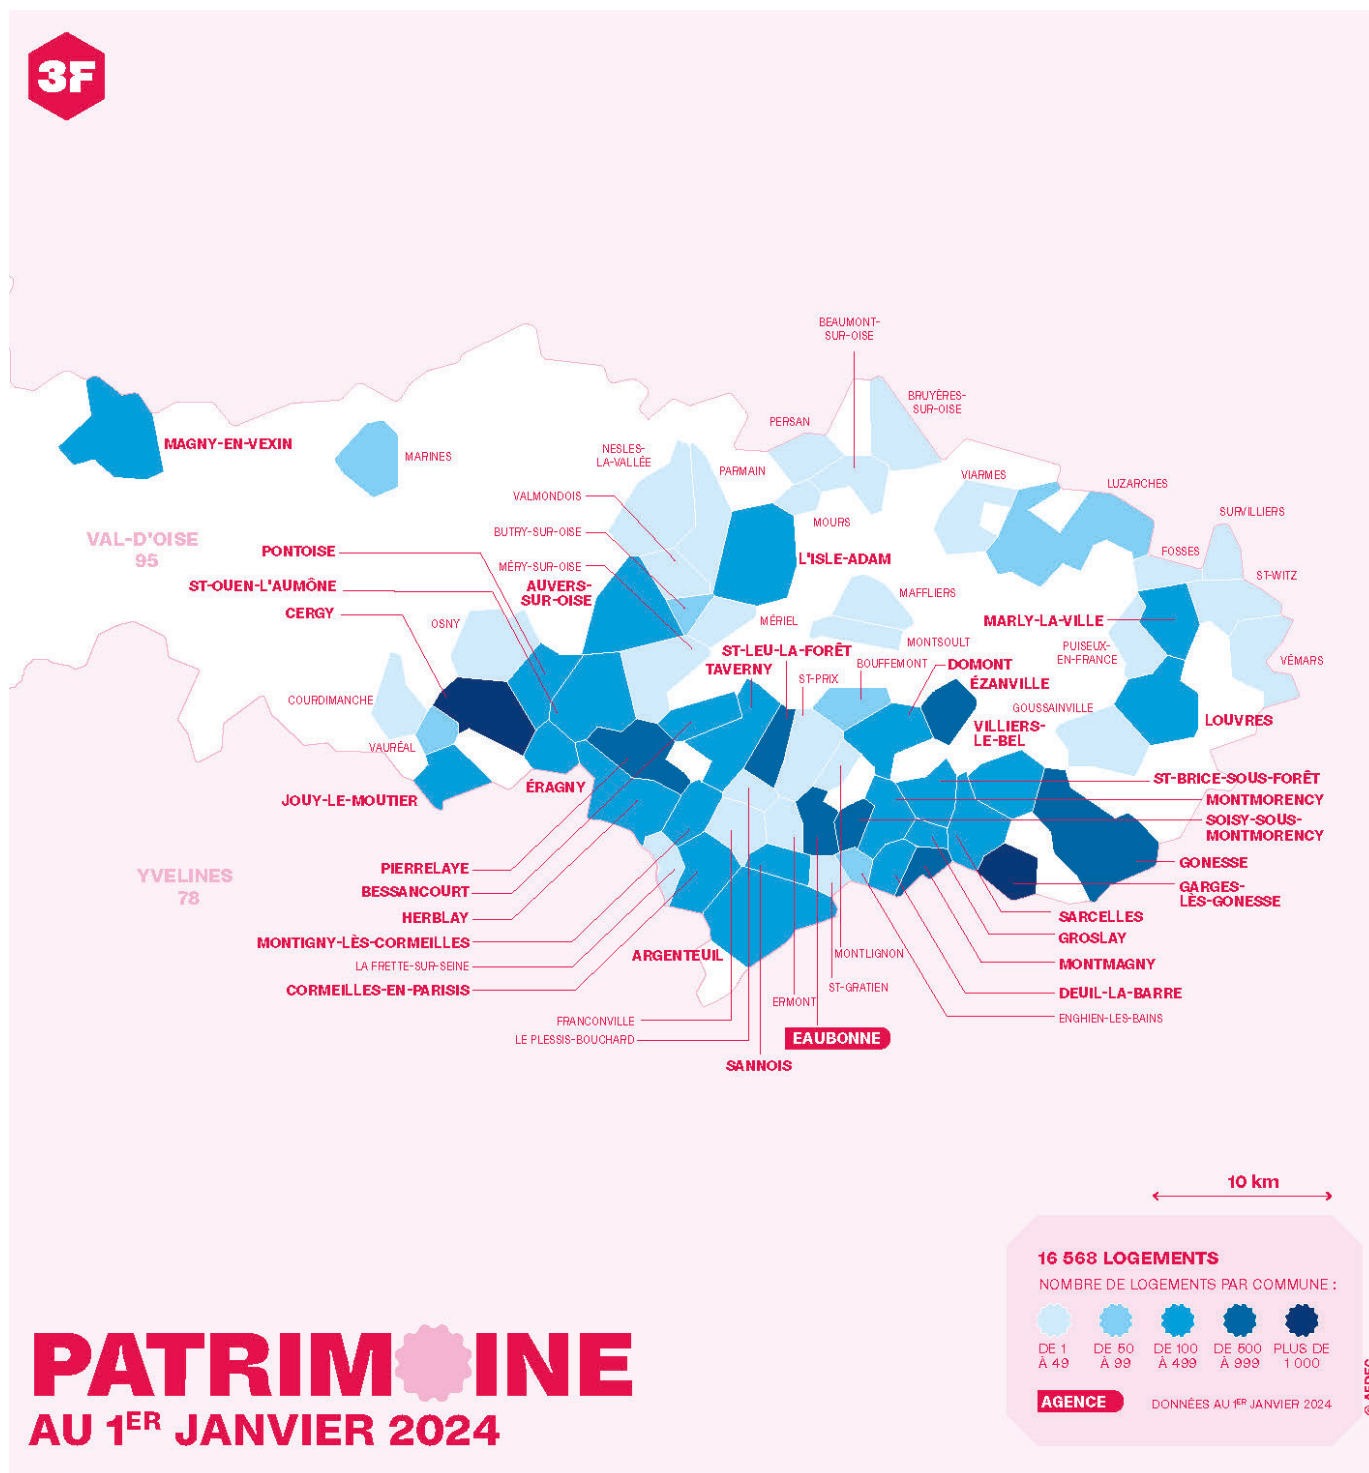 3F
BEAUMONT-
SUR-OISE
BRUYÈRES-
SUR-OISE
PERSAN
MAGNY-EN-VEXIN
MARINES
NESLES-
LA-VALLÉE
PARMAIN
VIARMES
LUZARCHES
VALMONDOIS
MOURS
SURVILLIERS
BUTRY-SUR-OISE
VAL-D'OISE
95
PONTOISE
L'ISLE-ADAM
FOSSES
MÉRY-SUR-OISE
ST-WITZ
ST-OUEN-L'AUMÔNE
AUVERS-
SUR-OISE
MAFFLIERS
CERGY
OSNY
MÉRIEL
MARLY-LA-VILLE
MONTSOULT
PUISEUX-
EN-FRANCE
ST-LEU-LA-FORÊT
TAVERNY
BOUFFEMONT
DOMONT
VÉMARS
ST-PRIX
ÉZANVILLE
COURDIMANCHE
GOUSSAINVILLE
LOUVRES
VILLIERS-
LE-BEL
VAURÉAL
ÉRAGNY
ST-BRICE-SOUS-FORÊT
JOUY-LE-MOUTIER
MONTMORENCY
SOISY-SOUS-
MONTMORENCY
PIERRELAYE
GONESSE
YVELINES
78
BESSANCOURT
GARGES-
LÈS-GONESSE
HERBLAY
SARCELLES
MONTIGNY-LÈS-CORMEILLES
GROSLAY
ARGENTEUIL
MONTLIGNON
LA FRETTE-SUR-SEINE
MONTMAGNY
CORMEILLES-EN-PARISIS
ST-GRATIEN
DEUIL-LA-BARRE
ERMONT
FRANCONVILLE
ENGHIEN-LES-BAINS
LE PLESSIS-BOUCHARD
EAUBONNE
SANNOIS
10 km
16 568 LOGEMENTS
NOMBRE DE LOGEMENTS PAR COMMUNE :
DE 1 À 49
DE 50 À 99
DE 100 À 499
DE 500 À 999
PLUS DE 1 000
AGENCE
DONNÉES AU 1ER JANVIER 2024
PATRIMOINE
AU 1ER JANVIER 2024